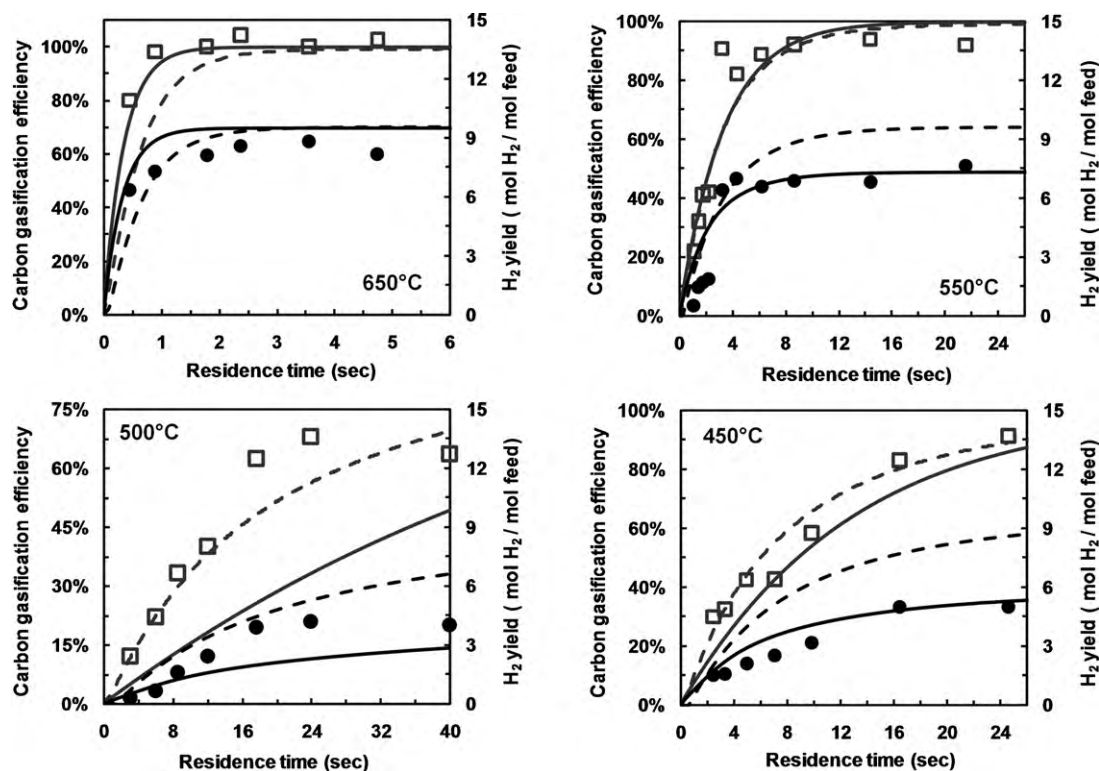 Carbon gasification efficiency
100%
80%
60%
40%
20%
0%
650°C
15
12
9
6
3
0
H2 yield ( mol H2 / mol feed)
0 1 2 3 4 5 6
Residence time (sec)
Carbon gasification efficiency
100%
80%
60%
40%
20%
0%
550°C
15
12
9
6
3
0
H2 yield ( mol H2 / mol feed)
0 4 8 12 16 20 24
Residence time (sec)
Carbon gasification efficiency
75%
60%
45%
30%
15%
0%
500°C
15
12
9
6
3
0
H2 yield ( mol H2 / mol feed)
0 8 16 24 32 40
Residence time (sec)
Carbon gasification efficiency
100%
80%
60%
40%
20%
0%
450°C
15
12
9
6
3
0
H2 yield ( mol H2 / mol feed)
0 4 8 12 16 20 24
Residence time (sec)